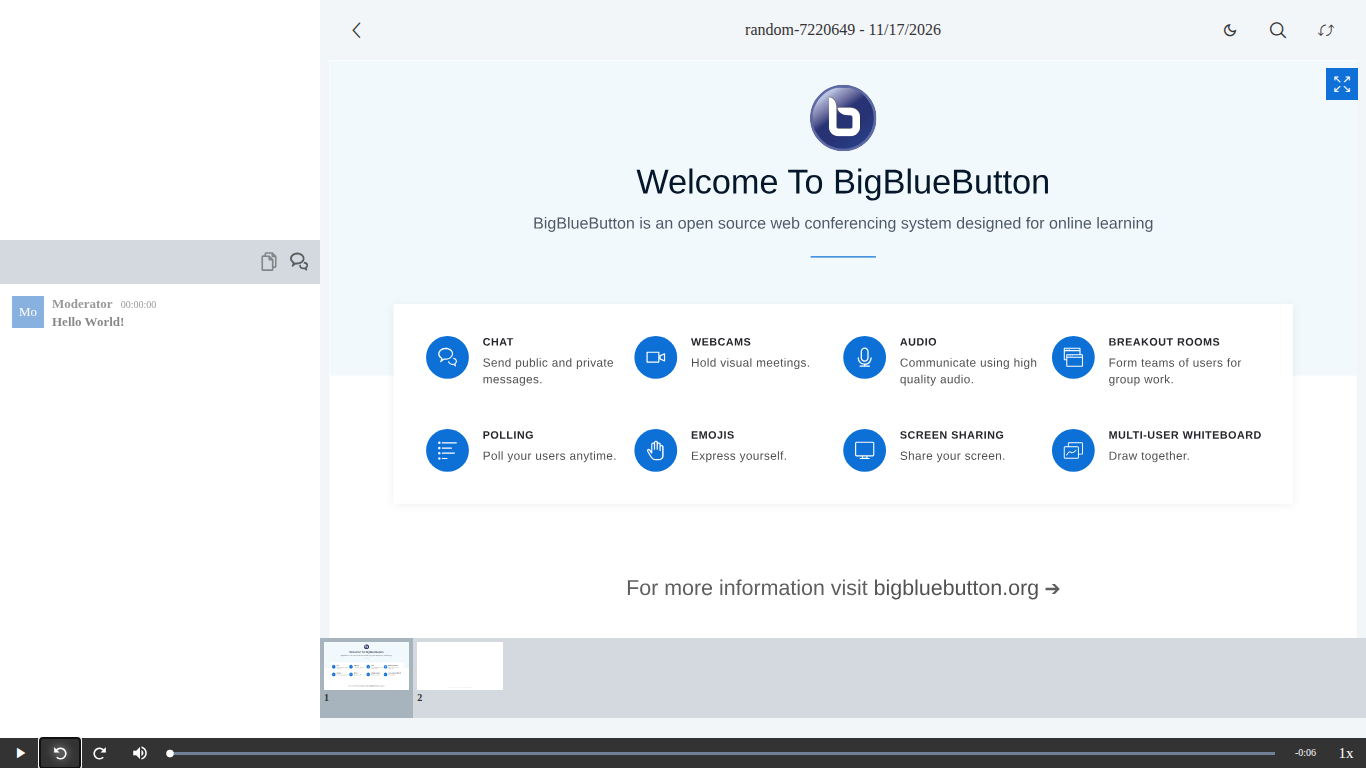 random-7220649 - 11/17/2026
Welcome To BigBlueButton
BigBlueButton is an open source web conferencing system designed for online learning
Mo
Moderator 00:00:00
Hello World!
CHAT
Send public and private
messages.
WEBCAMS
Hold visual meetings.
AUDIO
Communicate using high
quality audio.
BREAKOUT ROOMS
Form teams of users for
group work.
POLLING
Poll your users anytime.
EMOJIS
Express yourself.
SCREEN SHARING
Share your screen.
MULTI-USER WHITEBOARD
Draw together.
For more information visit bigbluebutton.org ➔
1
2
-0:06
1x